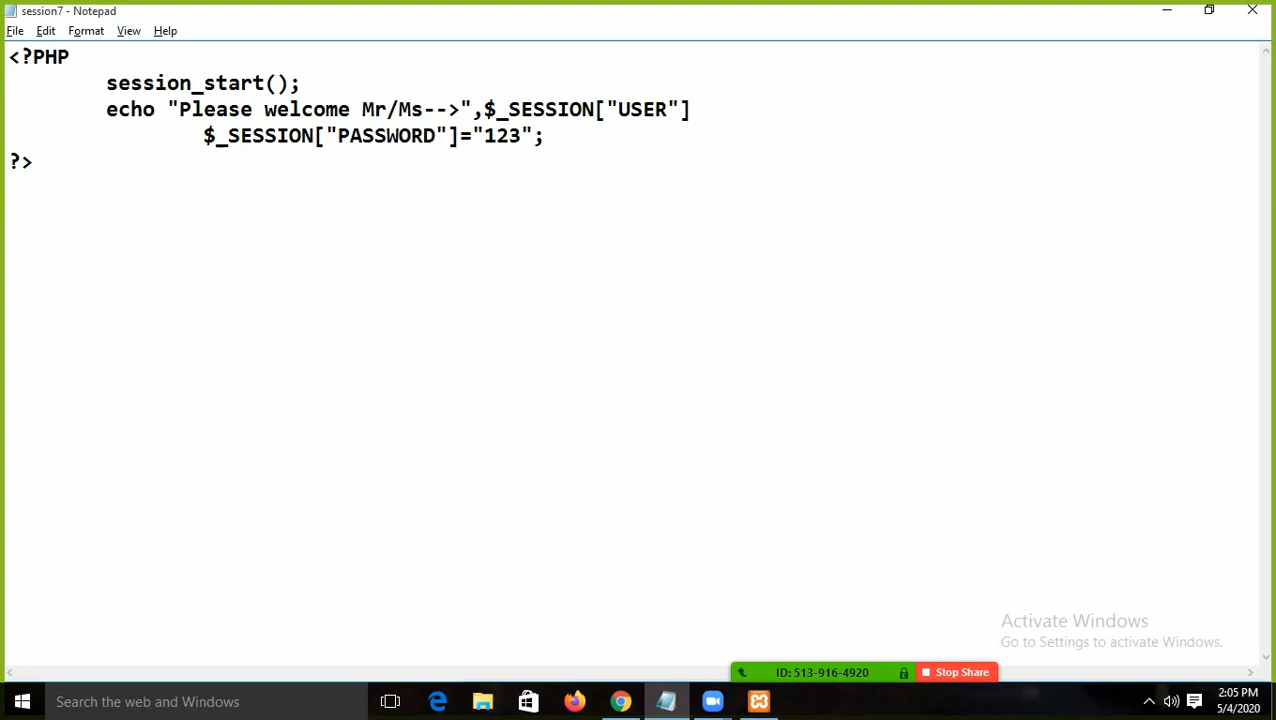 session7 - Notepad
File Edit Format View Help
<?PHP
session_start();
echo "Please welcome Mr/Ms-->",$_SESSION["USER"]
$_SESSION["PASSWORD"]="123";
?>
Activate Windows
Go to Settings to activate Windows.
ID: 513-916-4920 Stop Share
Search the web and Windows
2:05 PM
5/4/2020